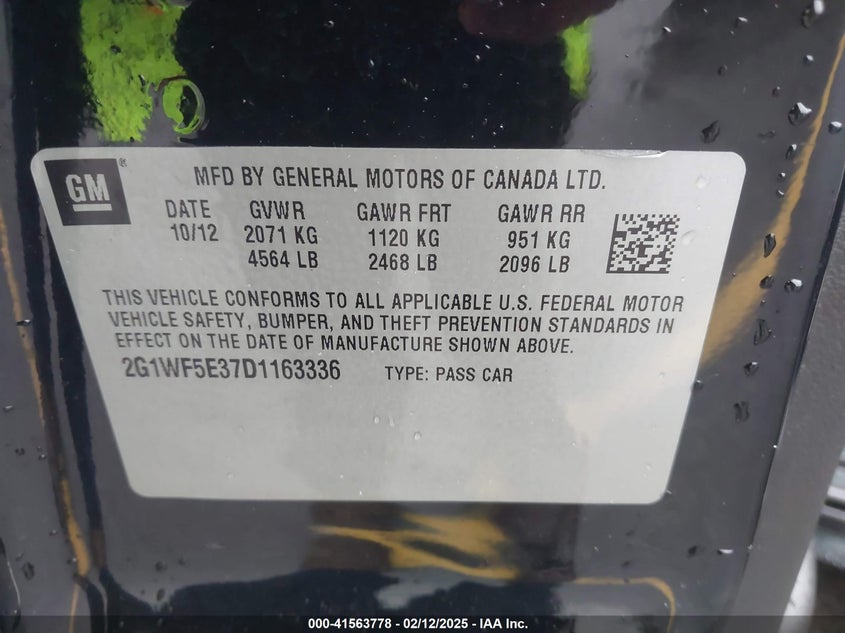 GM ®
MFD BY GENERAL MOTORS OF CANADA LTD.
DATE GVWR GAWR FRT GAWR RR
10/12 2071 KG 1120 KG 951 KG
4564 LB 2468 LB 2096 LB
THIS VEHICLE CONFORMS TO ALL APPLICABLE U.S. FEDERAL MOTOR
VEHICLE SAFETY, BUMPER, AND THEFT PREVENTION STANDARDS IN
EFFECT ON THE DATE OF MANUFACTURE SHOWN ABOVE.
2G1WF5E37D1163336 TYPE: PASS CAR
000-41563778 - 02/12/2025 - IAA Inc.